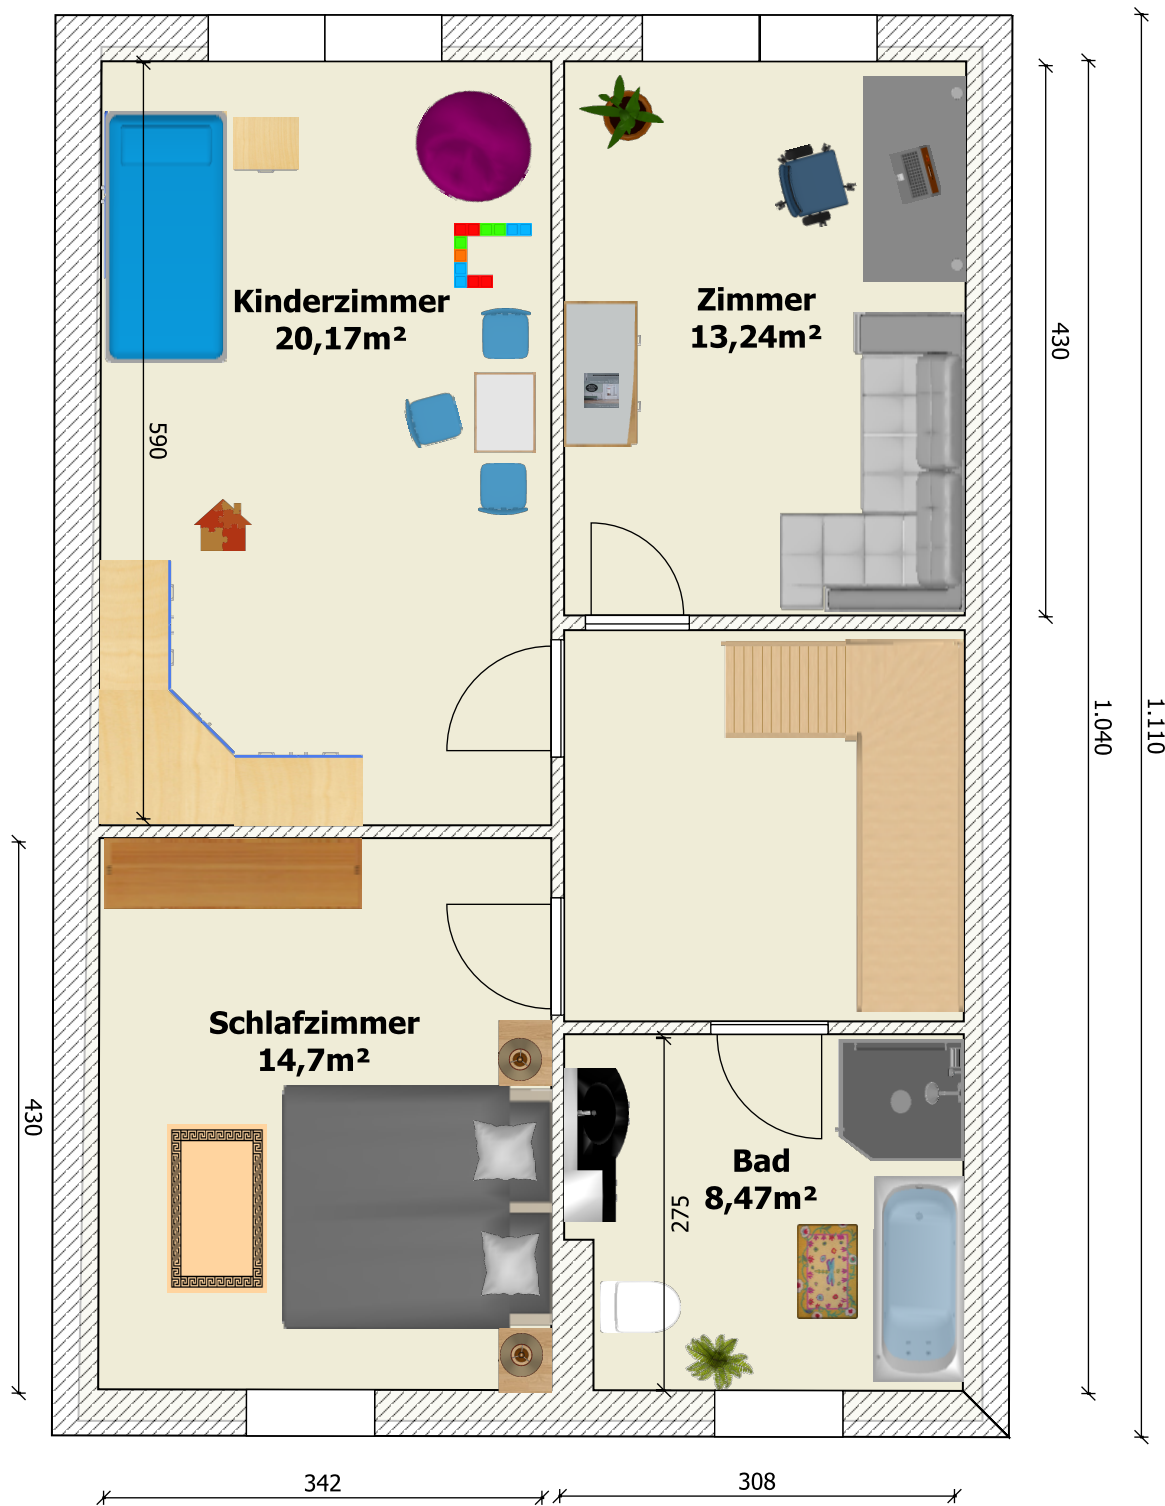 Kinderzimmer
20,17m²
Zimmer
13,24m²
430
590
1.040
1.110
Schlafzimmer
14,7m²
430
Bad
8,47m²
275
342
308